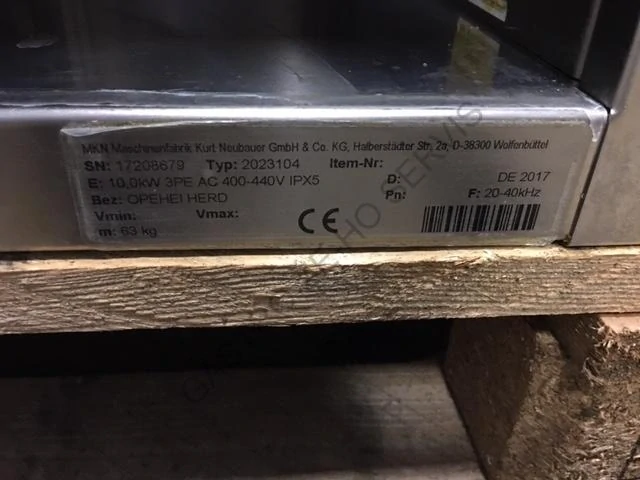 MKN Maschinenfabrik Kurt Neubauer GmbH & Co. KG, Halberstädter Str. 2a, D-38300 Wolfenbüttel
SN: 17208679 Typ: 2023104 Item-Nr:
E: 10,0kW 3PE AC 400-440V IPX5 D: DE 2017
Bez: OPEHEI HERD Pn: F: 20-40kHz
Vmin: Vmax: CE
m: 63 kg